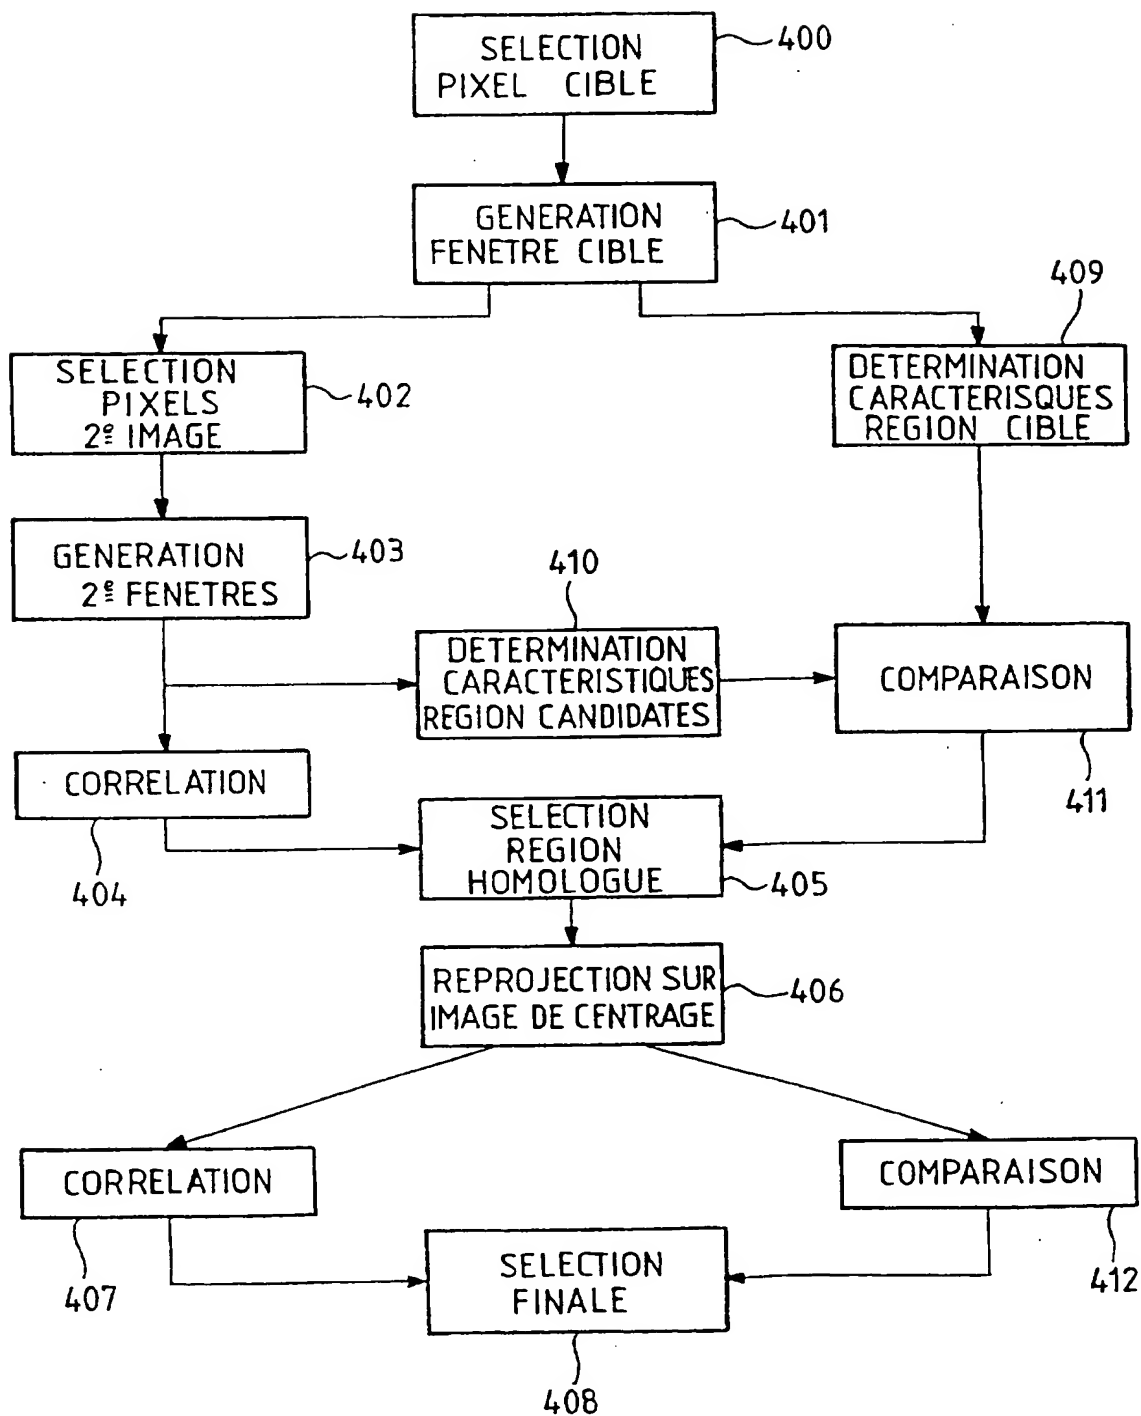 SELECTION
PIXEL CIBLE
400
GENERATION
FENETRE CIBLE
401
409
SELECTION
PIXELS
2e IMAGE
402
DETERMINATION
CARACTERISQUES
REGION CIBLE
GENERATION
2e FENETRES
403
410
DETERMINATION
CARACTERISTIQUES
REGION CANDIDATES
COMPARAISON
411
CORRELATION
404
SELECTION
REGION
HOMOLOGUE
405
REPROJECTION SUR
IMAGE DE CENTRAGE
406
CORRELATION
407
COMPARAISON
412
SELECTION
FINALE
408